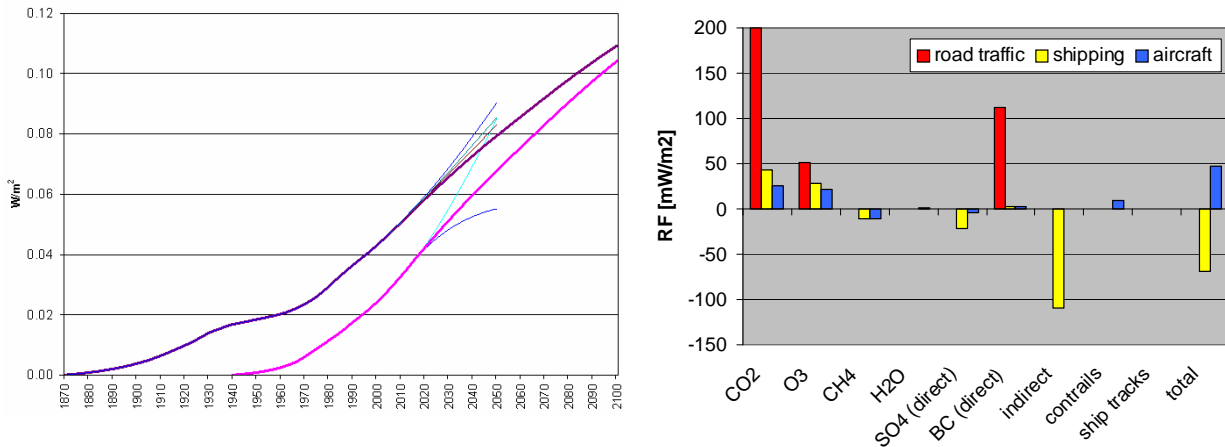 0.12
0.10
0.08
0.06
0.04
0.02
0.00
W/m²
1870 1880 1890 1900 1910 1920 1930 1940 1950 1960 1970 1980 1990 2000 2010 2020 2030 2040 2050 2060 2070 2080 2090 2100
200
150
100
50
0
-50
-100
-150
RF [mW/m2]
road traffic shipping aircraft
CO2
O3
CH4
H2O
SO4 (direct)
BC (direct)
indirect
contrails
ship tracks
total